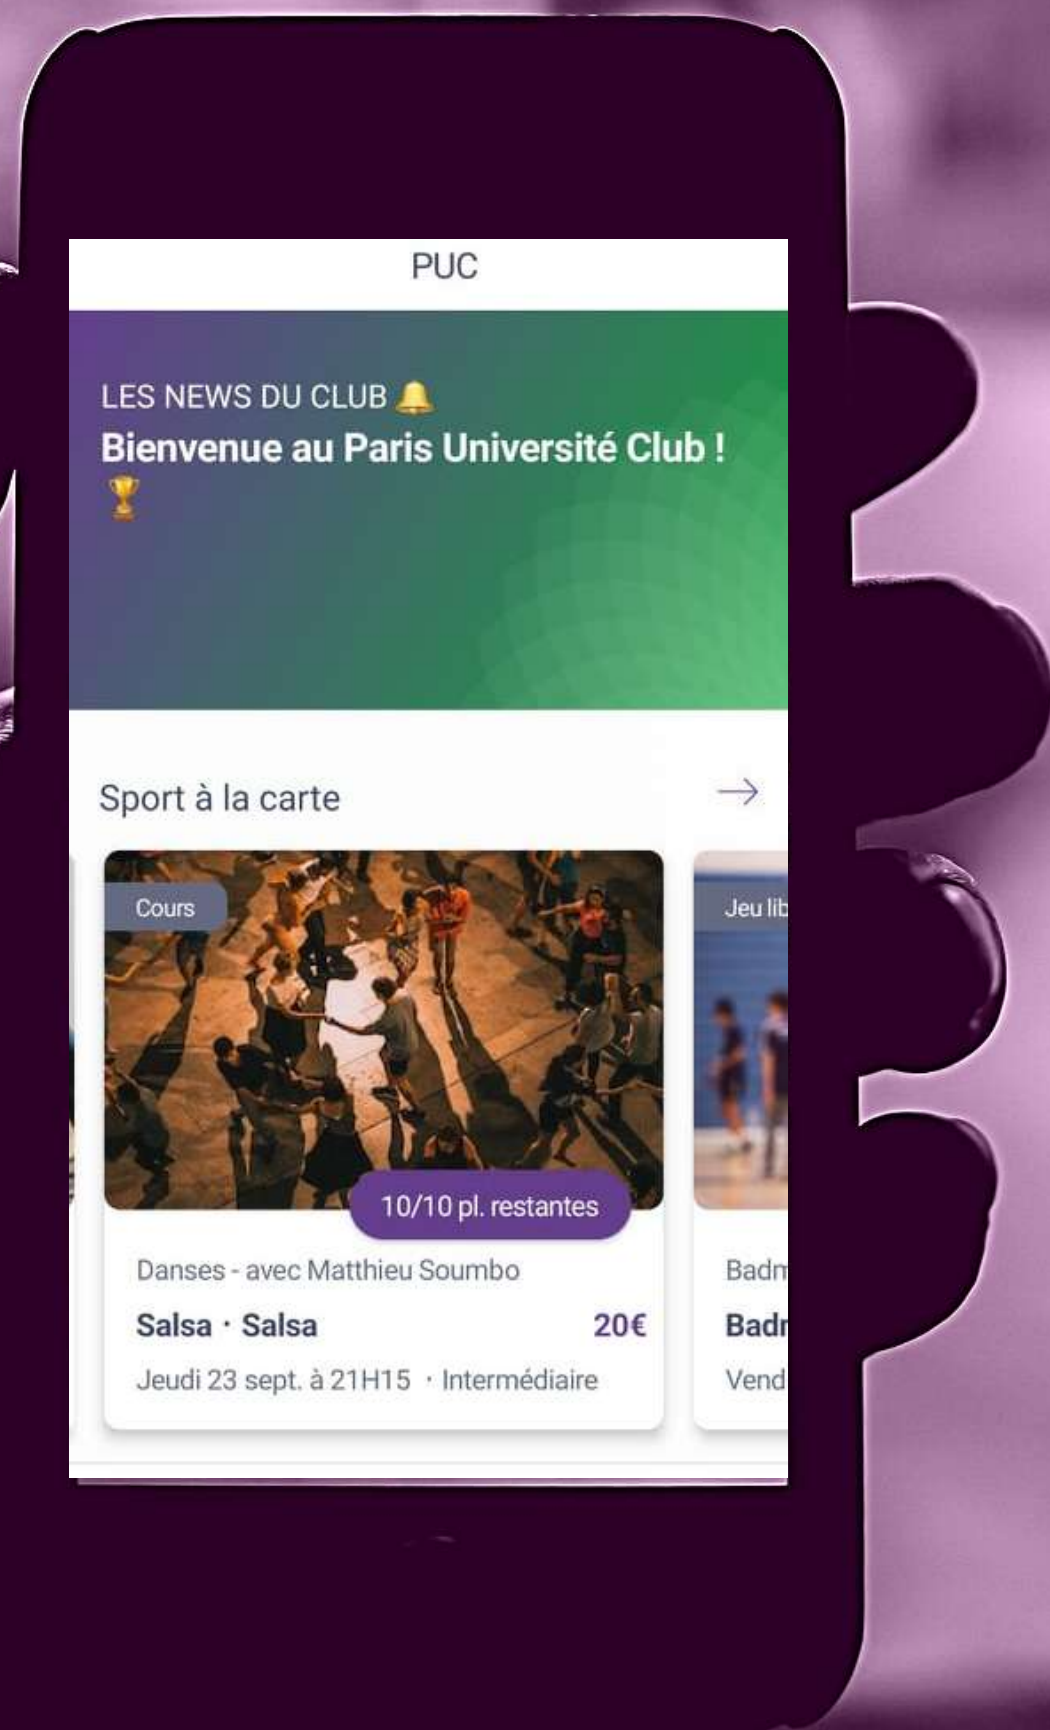 PUC
LES NEWS DU CLUB 🔔
Bienvenue au Paris Université Club !
🏆
Sport à la carte
Cours
10/10 pl. restantes
Danses - avec Matthieu Soumbo
Salsa · Salsa 20€
Jeudi 23 sept. à 21H15 · Intermédiaire
Jeu